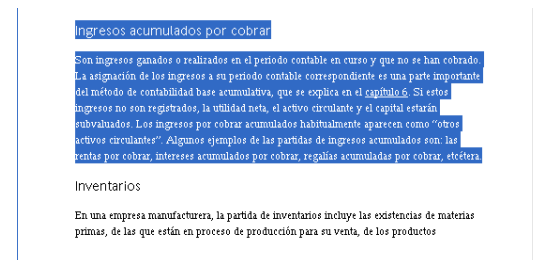 Ingresos acumulados por cobrar
Son ingresos ganados o realizados en el periodo contable en curso y que no se han cobrado.
La asignación de los ingresos a su periodo contable correspondiente es una parte importante
del método de contabilidad base acumulativa, que se explica en el capítulo 6. Si estos
ingresos no son registrados, la utilidad neta, el activo circulante y el capital estarán
subvaluados. Los ingresos por cobrar acumulados habitualmente aparecen como “otros
activos circulantes”. Algunos ejemplos de las partidas de ingresos acumulados son: las
rentas por cobrar, intereses acumulados por cobrar, regalías acumuladas por cobrar, etcétera.
Inventarios
En una empresa manufacturera, la partida de inventarios incluye las existencias de materias
primas, de las que están en proceso de producción para su venta, de los productos